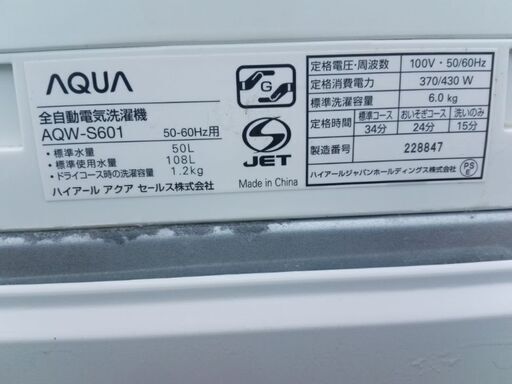 AQUA
全自動電気洗濯機
AQW-S601 50-60Hz用
・標準水量 50L
・標準使用水量 108L
・ドライコース時の洗濯容量 1.2kg
ハイアール アクア セールス株式会社
G
S
JET
Made in China
定格電圧・周波数 100V・50/60Hz
定格消費電力 370/430 W
標準洗濯容量 6.0 kg
定格時間 標準コース おいそぎコース 洗いのみ
34分 24分 15分
製造番号 228847
ハイアールジャパンホールディングス株式会社
PS
E